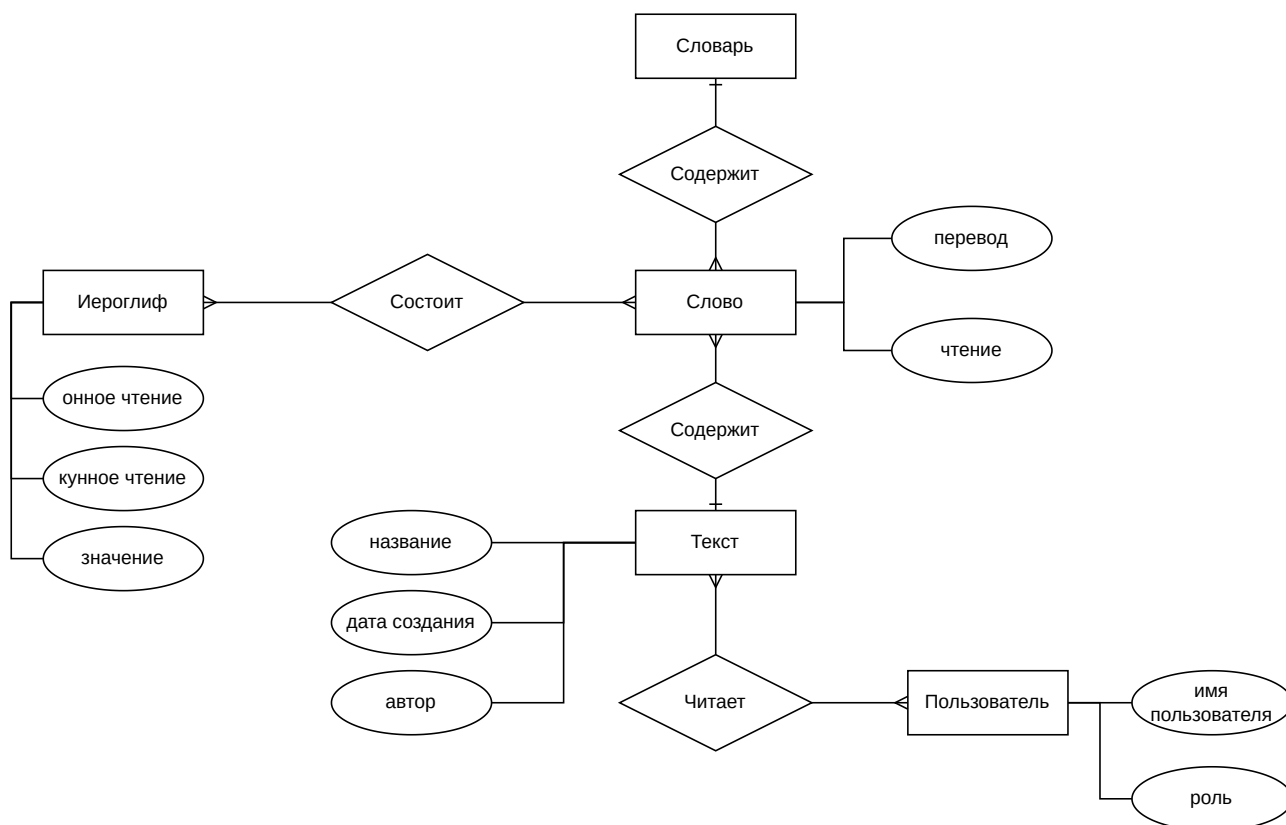 Словарь
Содержит
перевод
Иероглиф
Состоит
Слово
чтение
онное чтение
Содержит
кунное чтение
значение
название
Текст
дата создания
автор
Читает
Пользователь
имя
пользователя
роль